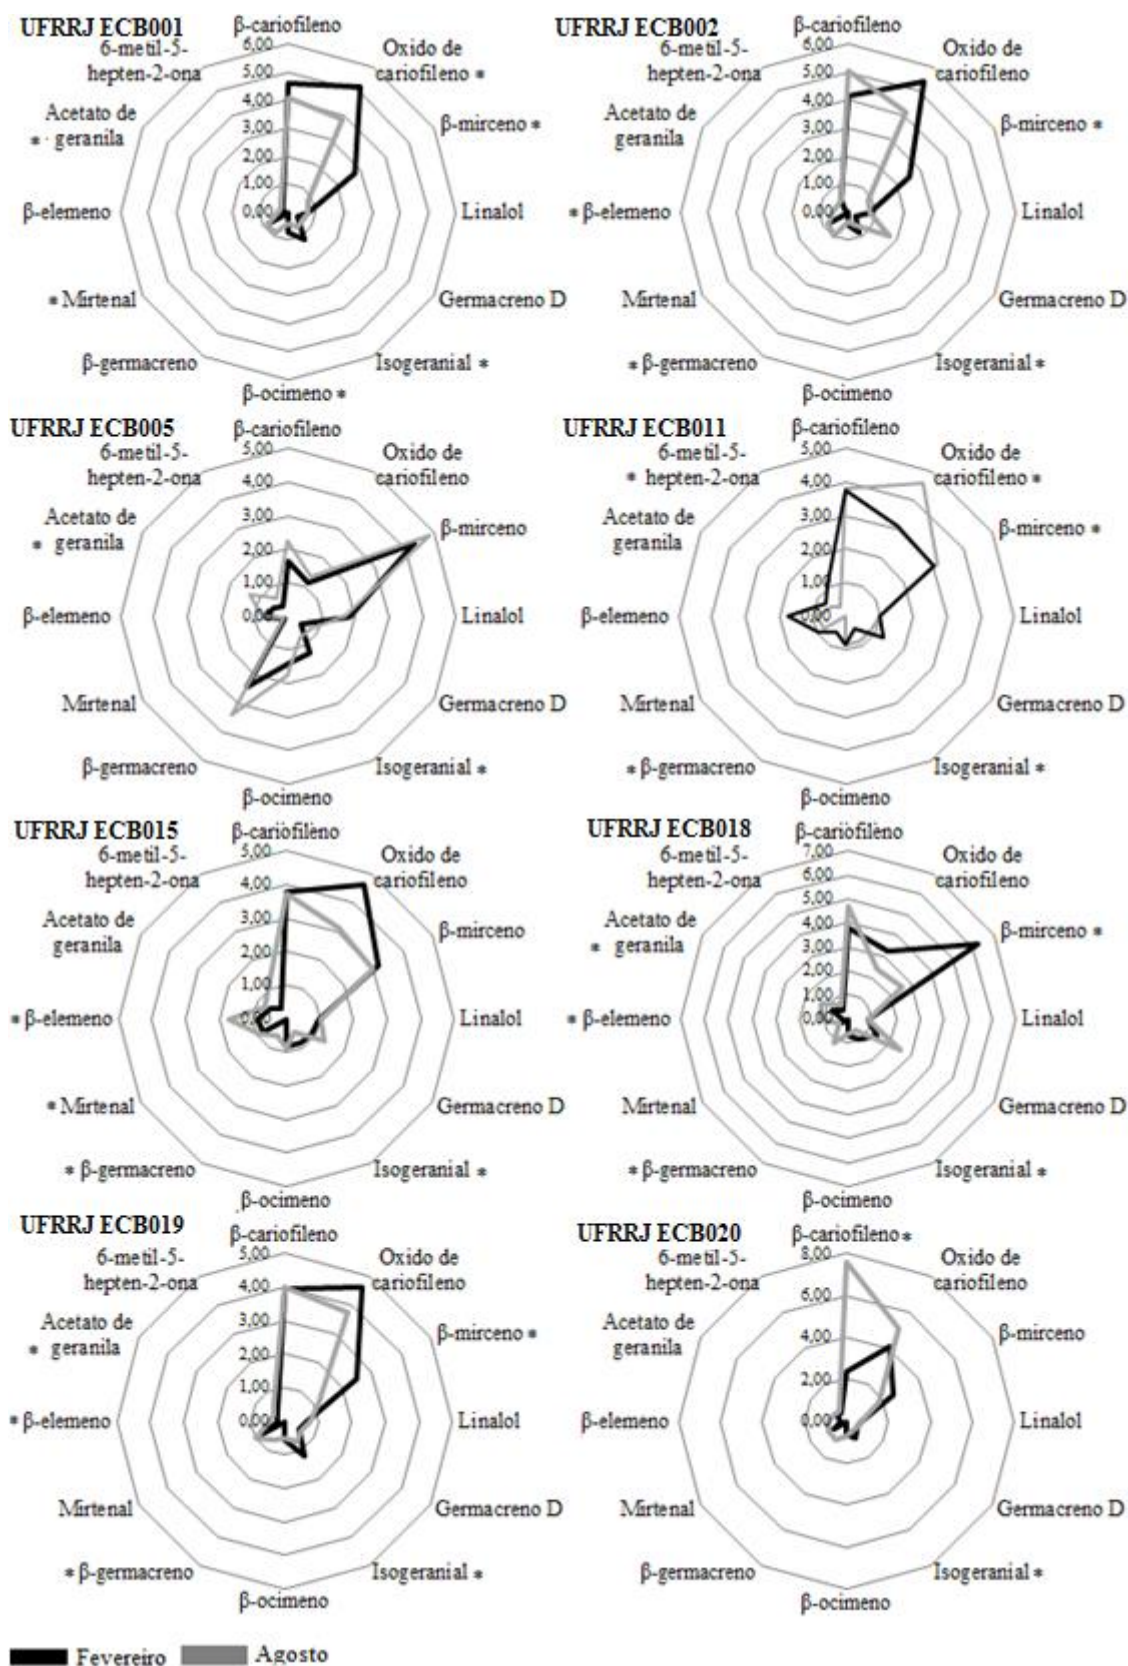 UFRRJ ECB001
β-cariofileno
Oxido de
cariofileno *
β-mirceno *
Linalol
Germacreno D
Isogeranial *
β-ocimeno *
β-germacreno
* Mirtenal
β-elemeno
Acetato de
* · geranila
6-metil-5-
hepten-2-ona
6,00
5,00
4,00
3,00
2,00
1,00
0,00
UFRRJ ECB002
β-cariofileno
Oxido de
cariofileno
β-mirceno *
Linalol
Germacreno D
Isogeranial *
β-ocimeno
* β-germacreno
Mirtenal
* β-elemeno
Acetato de
geranila
6-metil-5-
hepten-2-ona
6,00
5,00
4,00
3,00
2,00
1,00
0,00
UFRRJ ECB005
β-cariofileno
Oxido de
cariofileno
β-mirceno
Linalol
Germacreno D
Isogeranial *
β-ocimeno
β-germacreno
Mirtenal
β-elemeno
Acetato de
* geranila
6-metil-5-
hepten-2-ona
5,00
4,00
3,00
2,00
1,00
0,00
UFRRJ ECB011
β-cariofileno
Oxido de
cariofileno *
β-mirceno *
Linalol
Germacreno D
Isogeranial *
β-ocimeno
* β-germacreno
Mirtenal
β-elemeno
Acetato de
geranila
6-metil-5-
* hepten-2-ona
5,00
4,00
3,00
2,00
1,00
0,00
UFRRJ ECB015
β-cariofileno
Oxido de
cariofileno
β-mirceno
Linalol
Germacreno D
Isogeranial *
β-ocimeno
* β-germacreno
* Mirtenal
* β-elemeno
Acetato de
geranila
6-metil-5-
hepten-2-ona
5,00
4,00
3,00
2,00
1,00
0,00
UFRRJ ECB018
β-cariofileno
Oxido de
cariofileno
β-mirceno *
Linalol
Germacreno D
Isogeranial *
β-ocimeno
* β-germacreno
Mirtenal
* β-elemeno
Acetato de
* geranila
6-metil-5-
hepten-2-ona
7,00
6,00
5,00
4,00
3,00
2,00
1,00
0,00
UFRRJ ECB019
β-cariofileno
Oxido de
cariofileno
β-mirceno *
Linalol
Germacreno D
Isogeranial *
β-ocimeno
* β-germacreno
Mirtenal
* β-elemeno
Acetato de
* geranila
6-metil-5-
hepten-2-ona
5,00
4,00
3,00
2,00
1,00
0,00
UFRRJ ECB020
β-cariofileno *
Oxido de
cariofileno
β-mirceno
Linalol
Germacreno D
Isogeranial *
β-ocimeno
β-germacreno
Mirtenal
β-elemeno
Acetato de
geranila
6-metil-5-
hepten-2-ona
8,00
6,00
4,00
2,00
0,00
Fevereiro Agosto